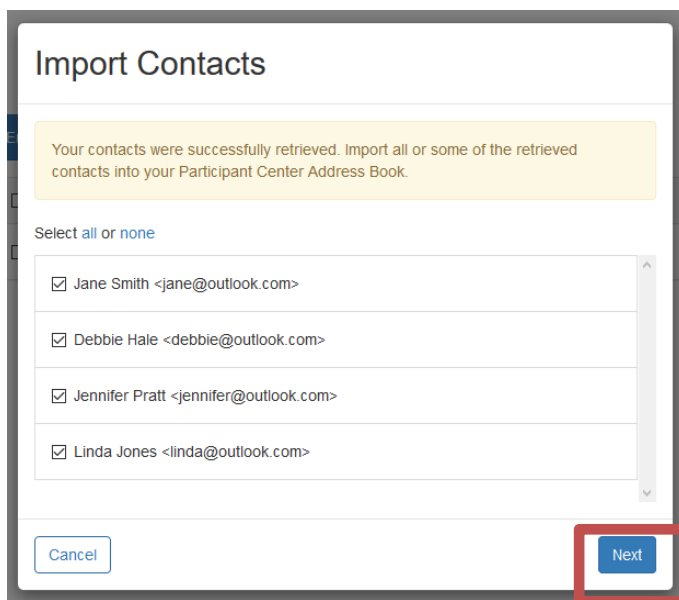 Import Contacts
Your contacts were successfully retrieved. Import all or some of the retrieved
contacts into your Participant Center Address Book.
Select all or none
Jane Smith <jane@outlook.com>
Debbie Hale <debbie@outlook.com>
Jennifer Pratt <jennifer@outlook.com>
Linda Jones <linda@outlook.com>
Cancel
Next